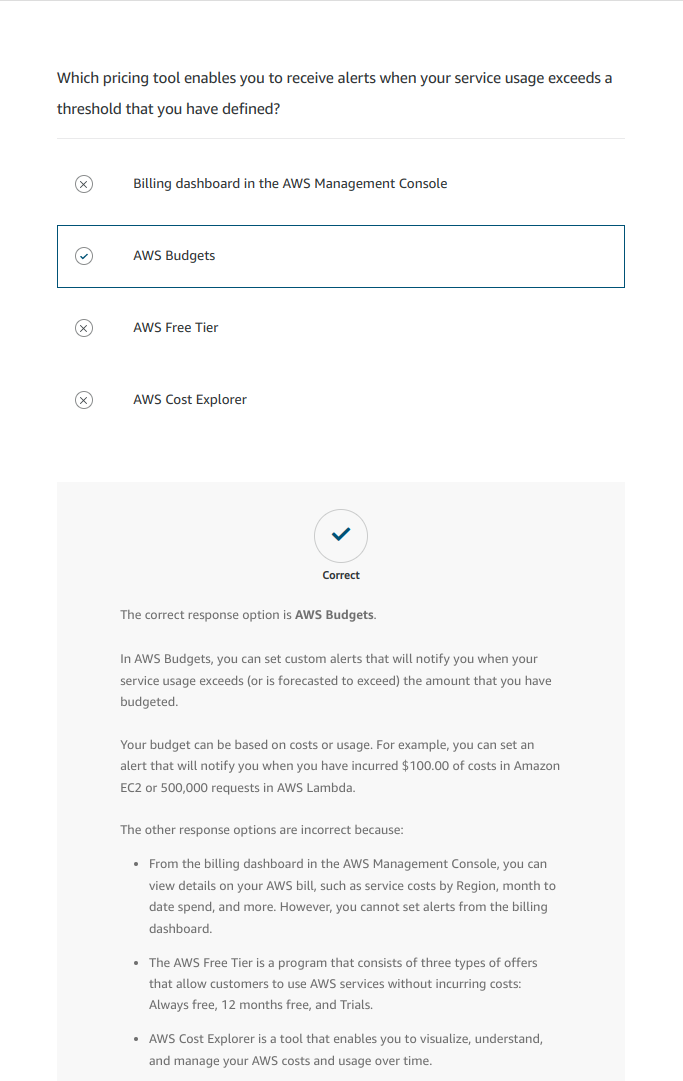 Which pricing tool enables you to receive alerts when your service usage exceeds a
threshold that you have defined?
Billing dashboard in the AWS Management Console
AWS Budgets
AWS Free Tier
AWS Cost Explorer
Correct
The correct response option is AWS Budgets.
In AWS Budgets, you can set custom alerts that will notify you when your
service usage exceeds (or is forecasted to exceed) the amount that you have
budgeted.
Your budget can be based on costs or usage. For example, you can set an
alert that will notify you when you have incurred $100.00 of costs in Amazon
EC2 or 500,000 requests in AWS Lambda.
The other response options are incorrect because:
• From the billing dashboard in the AWS Management Console, you can
view details on your AWS bill, such as service costs by Region, month to
date spend, and more. However, you cannot set alerts from the billing
dashboard.
• The AWS Free Tier is a program that consists of three types of offers
that allow customers to use AWS services without incurring costs:
Always free, 12 months free, and Trials.
• AWS Cost Explorer is a tool that enables you to visualize, understand,
and manage your AWS costs and usage over time.